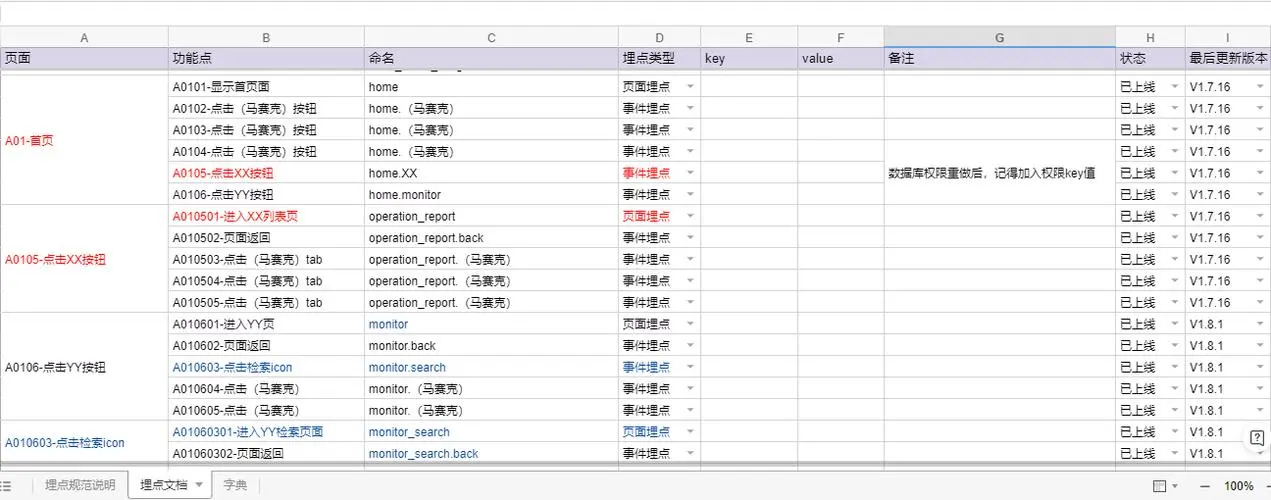 A B C D E F G H I
页面 功能点 命名 埋点类型 key value 备注 状态 最后更新版本
A01-首页
A0101-显示首页面 home 页面埋点 已上线 V1.7.16
A0102-点击（马赛克）按钮 home.（马赛克） 事件埋点 已上线 V1.7.16
A0103-点击（马赛克）按钮 home.（马赛克） 事件埋点 已上线 V1.7.16
A0104-点击（马赛克）按钮 home.（马赛克） 事件埋点 已上线 V1.7.16
A0105-点击XX按钮 home.XX 事件埋点 数据库权限重做后，记得加入权限key值 已上线 V1.7.16
A0106-点击YY按钮 home.monitor 事件埋点 已上线 V1.7.16
A0105-点击XX按钮
A010501-进入XX列表页 operation_report 页面埋点 已上线 V1.7.16
A010502-页面返回 operation_report.back 事件埋点 已上线 V1.7.16
A010503-点击（马赛克）tab operation_report.（马赛克） 事件埋点 已上线 V1.7.16
A010504-点击（马赛克）tab operation_report.（马赛克） 事件埋点 已上线 V1.7.16
A010505-点击（马赛克）tab operation_report.（马赛克） 事件埋点 已上线 V1.7.16
A0106-点击YY按钮
A010601-进入YY页 monitor 页面埋点 已上线 V1.8.1
A010602-页面返回 monitor.back 事件埋点 已上线 V1.8.1
A010603-点击检索icon monitor.search 事件埋点 已上线 V1.8.1
A010604-点击（马赛克） monitor.（马赛克） 事件埋点 已上线 V1.8.1
A010605-点击（马赛克） monitor.（马赛克） 事件埋点 已上线 V1.8.1
A010603-点击检索icon
A01060301-进入YY检索页面 monitor_search 页面埋点 已上线 V1.8.1
A01060302-页面返回 monitor_search.back 事件埋点 已上线 V1.8.1
埋点规范说明 埋点文档 字典 100%